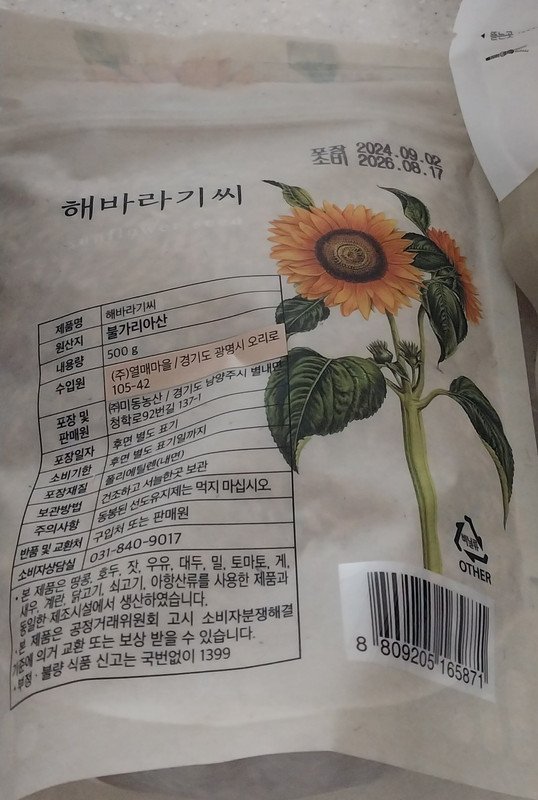 뜯는곳
포장 2024.09.02
소비 2026.08.17
해바라기씨
sunflower seed
제품명 해바라기씨
원산지 불가리아산
내용량 500 g
수입원 (주)열매마을 / 경기도 광명시 오리로
105-42
포장 및 판매원 ㈜미동농산 / 경기도 남양주시 별내면
청학로92번길 137-1
포장일자 후면 별도 표기
소비기한 후면 별도 표기일까지
포장재질 폴리에틸렌(내면)
보관방법 건조하고 서늘한곳 보관
주의사항 동봉된 선도유지제는 먹지 마십시오
반품 및 교환처 구입처 또는 판매원
소비자상담실 031-840-9017
• 본 제품은 땅콩, 호두, 잣, 우유, 대두, 밀, 토마토, 게,
새우, 계란, 닭고기, 쇠고기, 아황산류를 사용한 제품과
동일한 제조시설에서 생산하였습니다.
• 본 제품은 공정거래위원회 고시 소비자분쟁해결
기준에 의거 교환 또는 보상 받을 수 있습니다.
• 부정 · 불량 식품 신고는 국번없이 1399
비닐류
OTHER
8 809205 165871